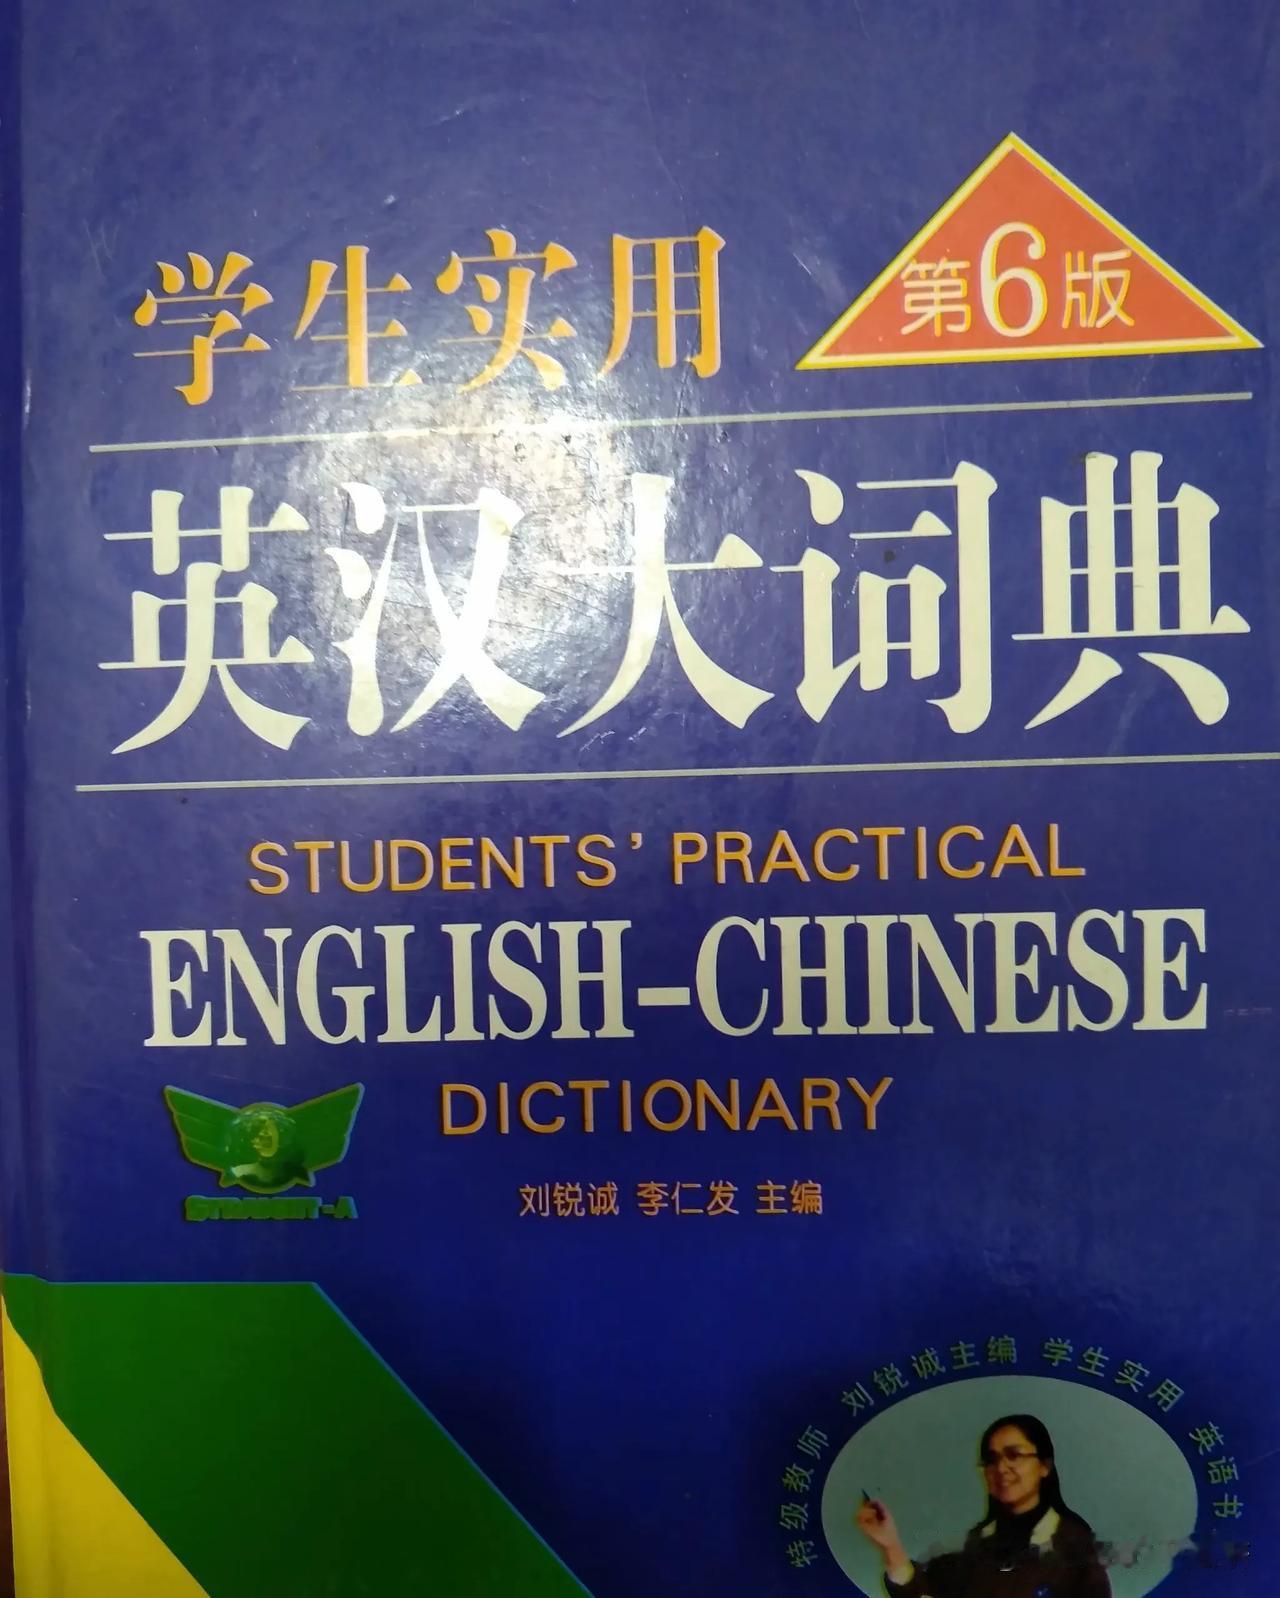 第6版
学生实用
英汉大词典
STUDENTS' PRACTICAL
ENGLISH-CHINESE
DICTIONARY
STRAIGHT-A
刘锐诚 李仁发 主编
特级教师 刘锐诚主编 学生实用 英语书